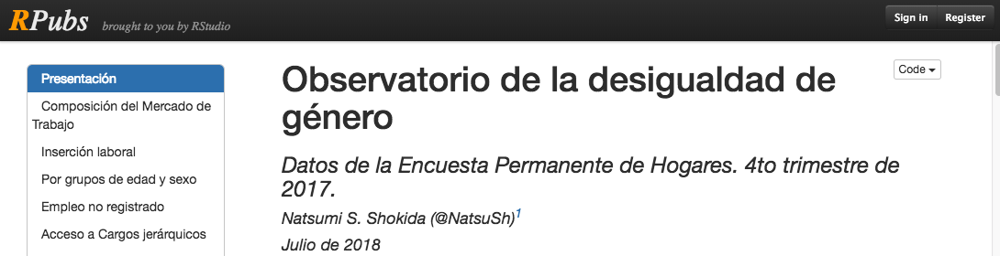 RPubs brought to you by RStudio
Sign in Register
Presentación
Composición del Mercado de
Trabajo
Inserción laboral
Por grupos de edad y sexo
Empleo no registrado
Acceso a Cargos jerárquicos
Code
Observatorio de la desigualdad de
género
Datos de la Encuesta Permanente de Hogares. 4to trimestre de
2017.
Natsumi S. Shokida (@NatsuSh)1
Julio de 2018